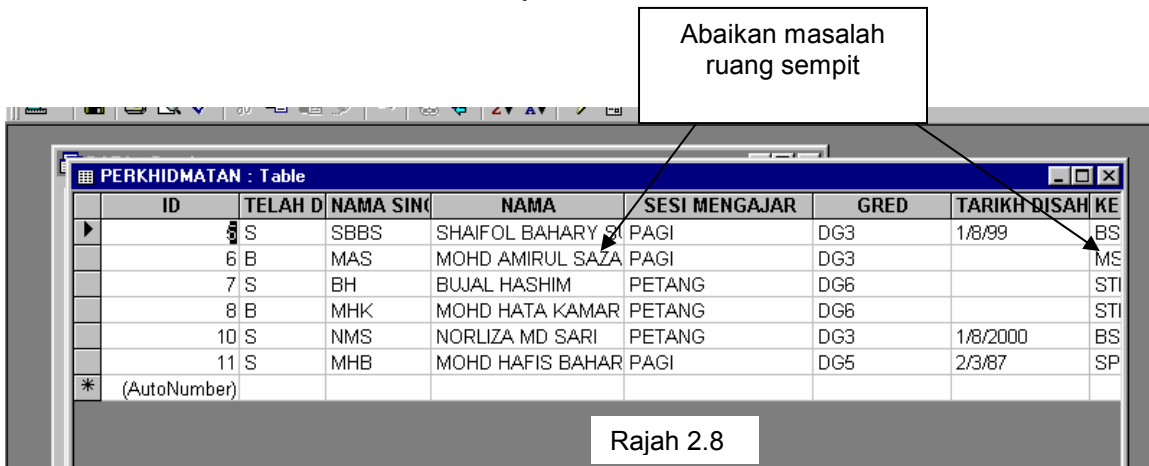 Abaikan masalah
ruang sempit
PERKHIDMATAN : Table
ID TELAH D NAMA SIN NAMA SESI MENGAJAR GRED TARIKH DISAH KE
5 S SBBS SHAIFOL BAHARY PAGI DG3 1/8/99 BS
6 B MAS MOHD AMIRUL SAZA PAGI DG3 MS
7 S BH BUJAL HASHIM PETANG DG6 STI
8 B MHK MOHD HATA KAMAR PETANG DG6 STI
10 S NMS NORLIZA MD SARI PETANG DG3 1/8/2000 BS
11 S MHB MOHD HAFIS BAHAR PAGI DG5 2/3/87 SP
(AutoNumber)
Rajah 2.8